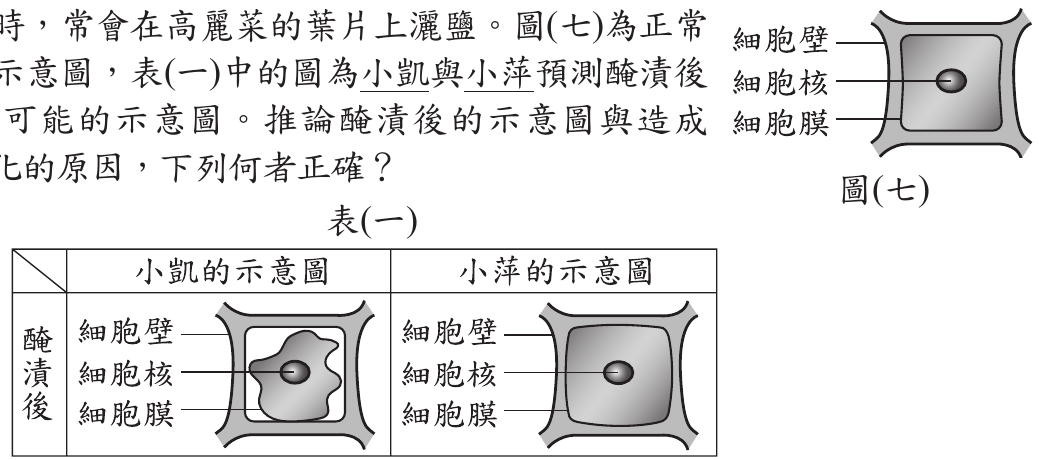 時，常會在高麗菜的葉片上灑鹽。圖(七)為正常
示意圖，表(一)中的圖為小凱與小萍預測醃漬後
可能的示意圖。推論醃漬後的示意圖與造成
化的原因，下列何者正確？
細胞壁
細胞核
細胞膜
圖(七)
表(一)
小凱的示意圖
小萍的示意圖
醃漬後
細胞壁
細胞核
細胞膜
細胞壁
細胞核
細胞膜